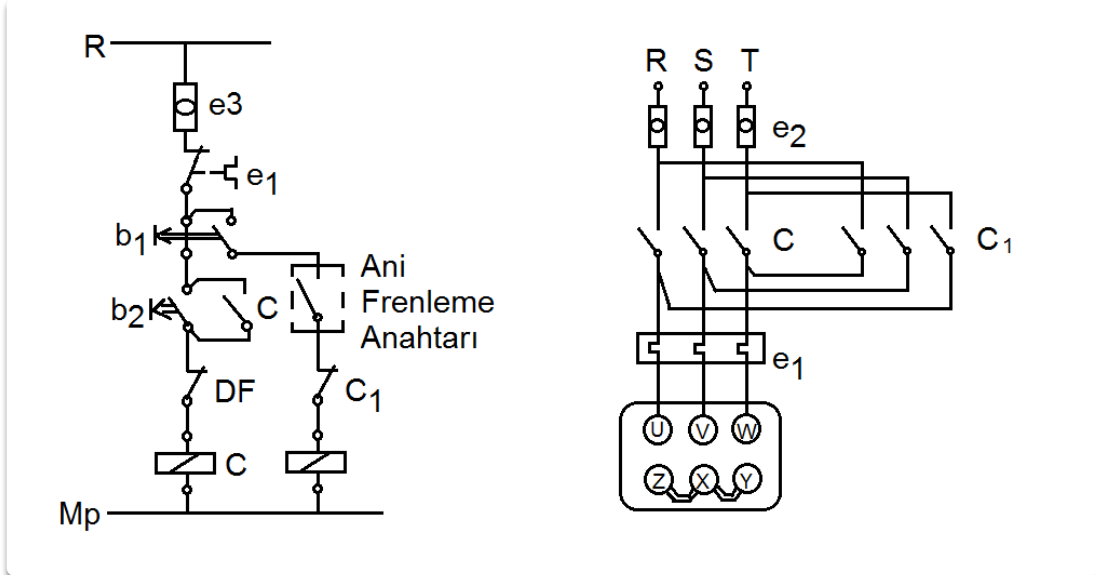 R
e3
e1
b1
b2
C
Ani
Frenleme
Anahtarı
DF
C1
C
Mp
R S T
e2
C
C1
e1
U V W
Z X Y